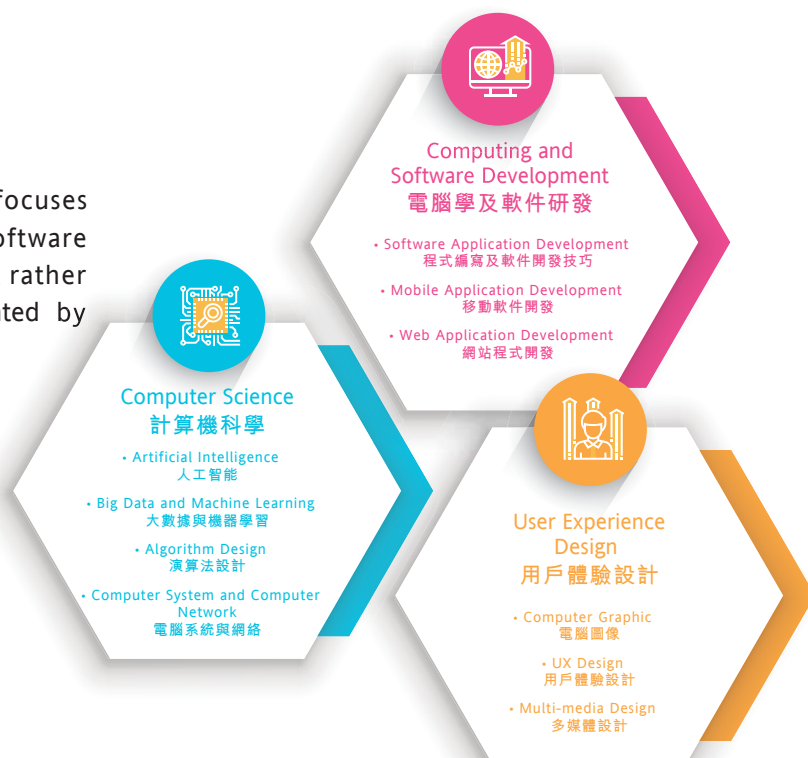 focuses
oftware
rather
ted by
Computing and
Software Development
電腦學及軟件研發
• Software Application Development
程式編寫及軟件開發技巧
• Mobile Application Development
移動軟件開發
• Web Application Development
網站程式開發
Computer Science
計算機科學
• Artificial Intelligence
人工智能
• Big Data and Machine Learning
大數據與機器學習
• Algorithm Design
演算法設計
• Computer System and Computer
Network
電腦系統與網絡
User Experience
Design
用戶體驗設計
• Computer Graphic
電腦圖像
• UX Design
用戶體驗設計
• Multi-media Design
多媒體設計